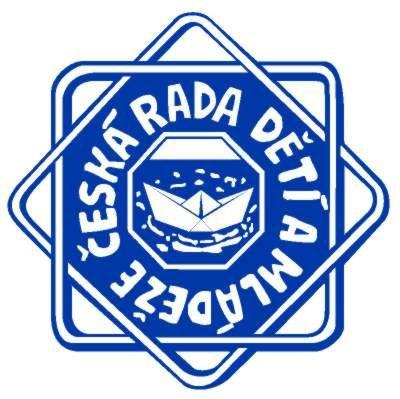 ČESKÁ RADA DĚTÍ A MLÁDEŽE